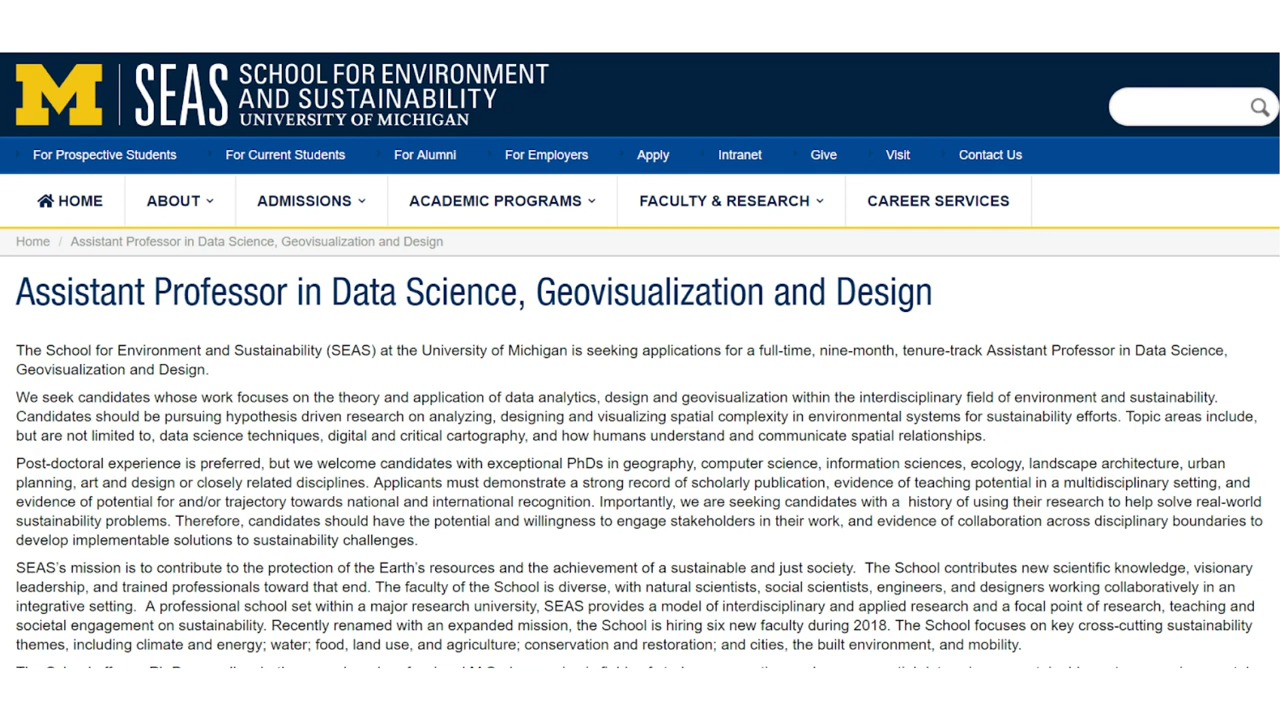 M SEAS SCHOOL FOR ENVIRONMENT
AND SUSTAINABILITY
UNIVERSITY OF MICHIGAN
For Prospective Students For Current Students For Alumni For Employers Apply Intranet Give Visit Contact Us
HOME ABOUT ADMISSIONS ACADEMIC PROGRAMS FACULTY & RESEARCH CAREER SERVICES
Home / Assistant Professor in Data Science, Geovisualization and Design
Assistant Professor in Data Science, Geovisualization and Design
The School for Environment and Sustainability (SEAS) at the University of Michigan is seeking applications for a full-time, nine-month, tenure-track Assistant Professor in Data Science,
Geovisualization and Design.
We seek candidates whose work focuses on the theory and application of data analytics, design and geovisualization within the interdisciplinary field of environment and sustainability.
Candidates should be pursuing hypothesis driven research on analyzing, designing and visualizing spatial complexity in environmental systems for sustainability efforts. Topic areas include,
but are not limited to, data science techniques, digital and critical cartography, and how humans understand and communicate spatial relationships.
Post-doctoral experience is preferred, but we welcome candidates with exceptional PhDs in geography, computer science, information sciences, ecology, landscape architecture, urban
planning, art and design or closely related disciplines. Applicants must demonstrate a strong record of scholarly publication, evidence of teaching potential in a multidisciplinary setting, and
evidence of potential for and/or trajectory towards national and international recognition. Importantly, we are seeking candidates with a history of using their research to help solve real-world
sustainability problems. Therefore, candidates should have the potential and willingness to engage stakeholders in their work, and evidence of collaboration across disciplinary boundaries to
develop implementable solutions to sustainability challenges.
SEAS's mission is to contribute to the protection of the Earth's resources and the achievement of a sustainable and just society. The School contributes new scientific knowledge, visionary
leadership, and trained professionals toward that end. The faculty of the School is diverse, with natural scientists, social scientists, engineers, and designers working collaboratively in an
integrative setting. A professional school set within a major research university, SEAS provides a model of interdisciplinary and applied research and a focal point of research, teaching and
societal engagement on sustainability. Recently renamed with an expanded mission, the School is hiring six new faculty during 2018. The School focuses on key cross-cutting sustainability
themes, including climate and energy; water; food, land use, and agriculture; conservation and restoration; and cities, the built environment, and mobility.